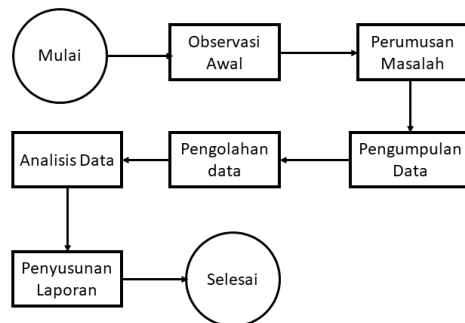 Mulai
Observasi
Awal
Perumusan
Masalah
Pengumpulan
Data
Pengolahan
data
Analisis Data
Penyusunan
Laporan
Selesai